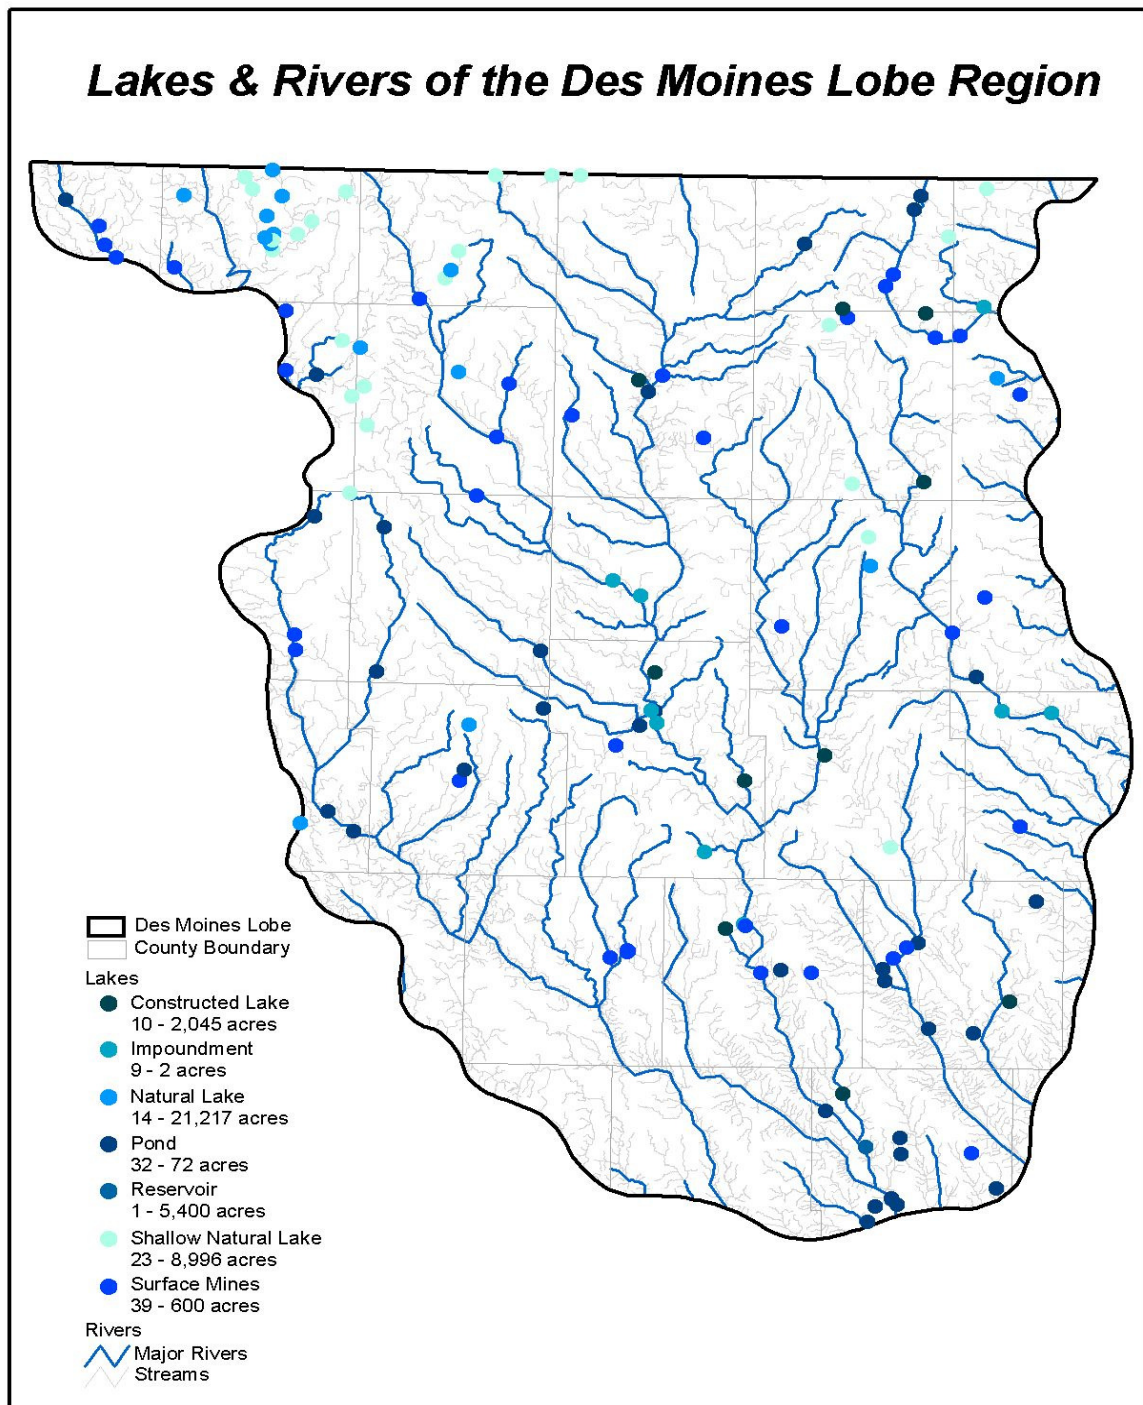 Lakes & Rivers of the Des Moines Lobe Region
Des Moines Lobe
County Boundary
Lakes
Constructed Lake
10 - 2,045 acres
Impoundment
9 - 2 acres
Natural Lake
14 - 21,217 acres
Pond
32 - 72 acres
Reservoir
1 - 5,400 acres
Shallow Natural Lake
23 - 8,996 acres
Surface Mines
39 - 600 acres
Rivers
Major Rivers
Streams